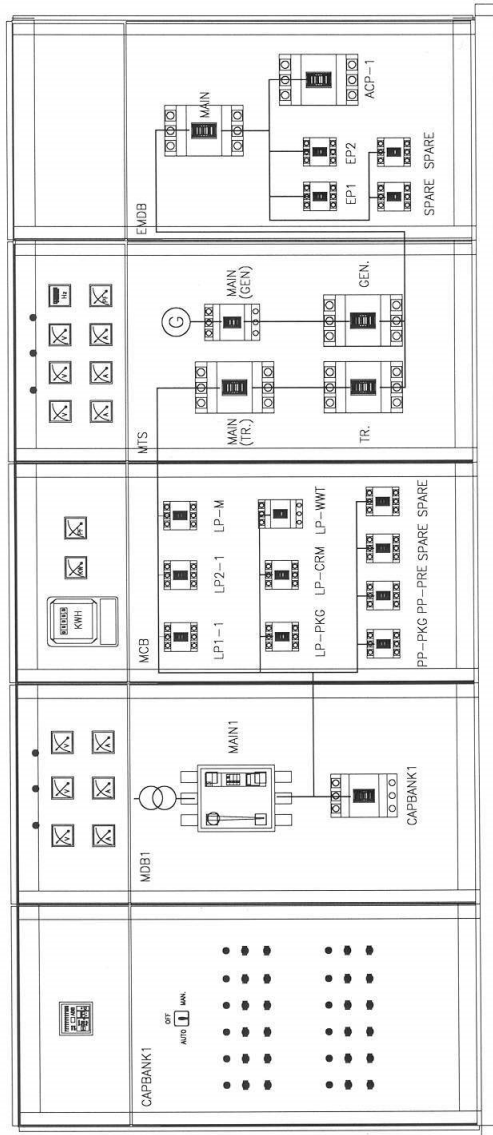 CAPBANK1
AUTO
OFF
MAN.
MDB1
V
V
V
A
A
A
MAIN1
CAPBANK1
MCB
KWH
LP1-1
LP2-1
LP-M
LP-PKG
LP-CRM
LP-WWT
PP-PKG
PP-PRE
SPARE
SPARE
MTS
V
V
Hz
A
A
A
MAIN
(TR.)
G
MAIN
(GEN)
TR.
GEN.
EMDB
MAIN
EP1
EP2
ACP-1
SPARE
SPARE